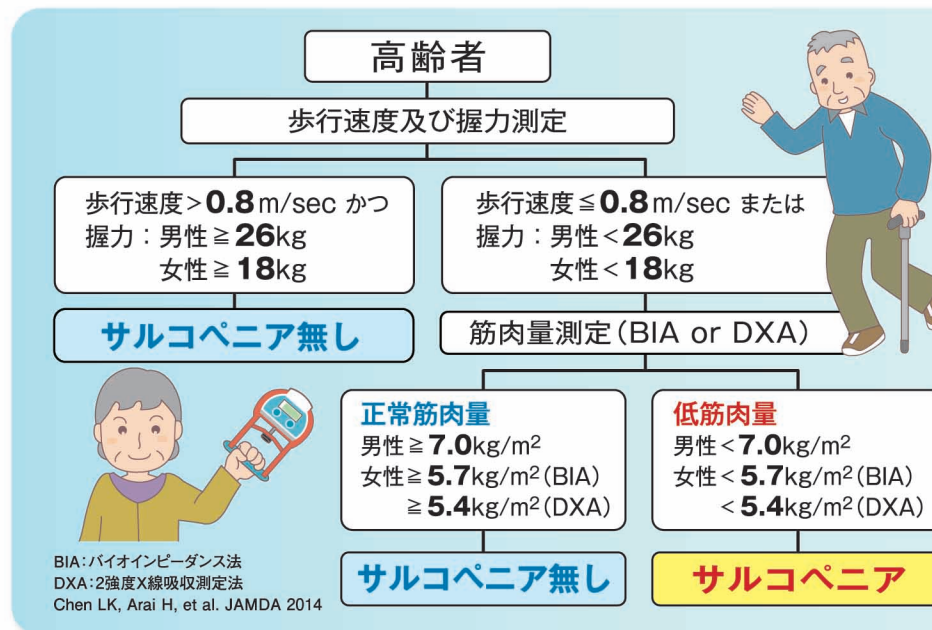 高齢者
歩行速度及び握力測定
歩行速度>0.8m/sec かつ
握力：男性≧26kg
女性≧18kg
サルコペニア無し
歩行速度≦0.8m/sec または
握力：男性<26kg
女性<18kg
筋肉量測定(BIA or DXA)
正常筋肉量
男性≧7.0kg/m²
女性≧5.7kg/m²(BIA)
≧5.4kg/m²(DXA)
サルコペニア無し
低筋肉量
男性<7.0kg/m²
女性<5.7kg/m²(BIA)
<5.4kg/m²(DXA)
サルコペニア
BIA：バイオインピーダンス法
DXA：2強度X線吸収測定法
Chen LK, Arai H, et al. JAMDA 2014